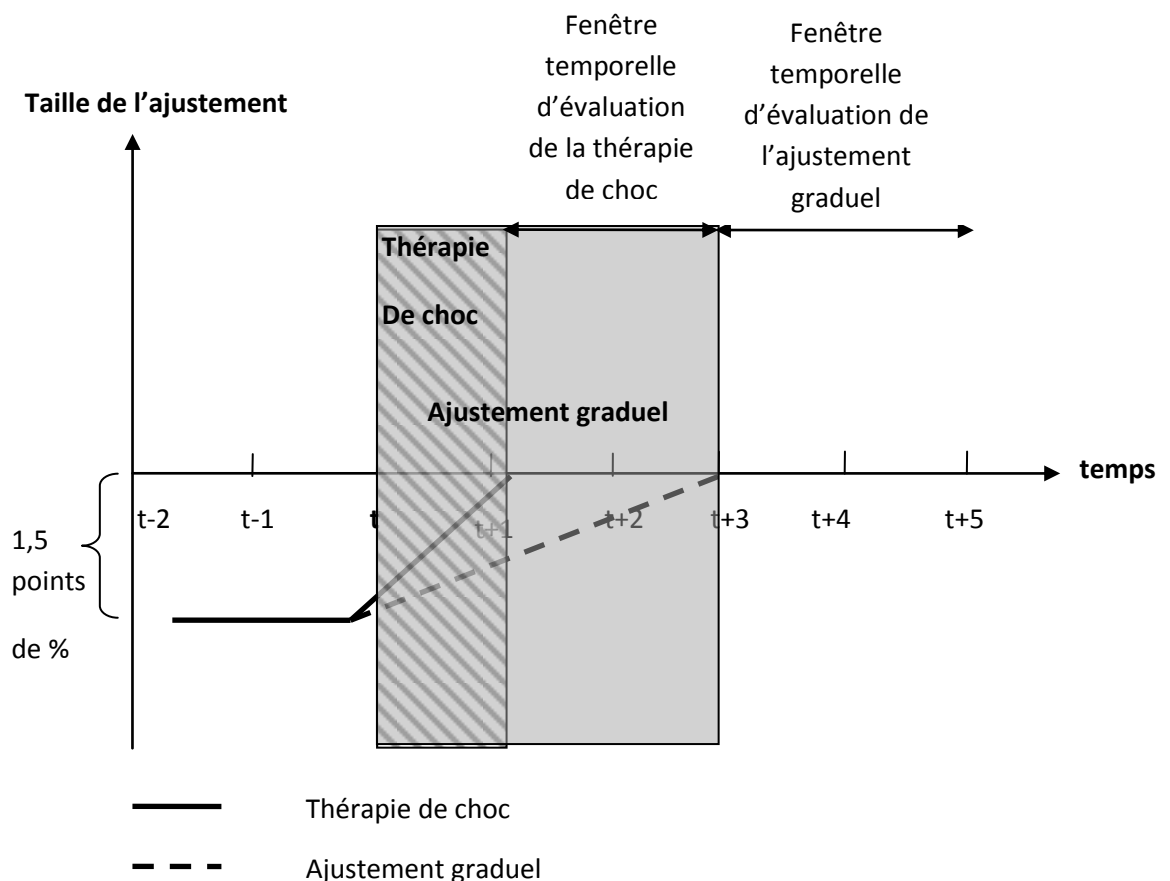 Fenêtre
temporelle
d’évaluation
de la thérapie
de choc
Fenêtre
temporelle
d’évaluation de
l’ajustement
graduel
Taille de l’ajustement
Thérapie
De choc
Ajustement graduel
temps
t-2
t-1
t
t+1
t+2
t+3
t+4
t+5
1,5
points
de %
Thérapie de choc
Ajustement graduel